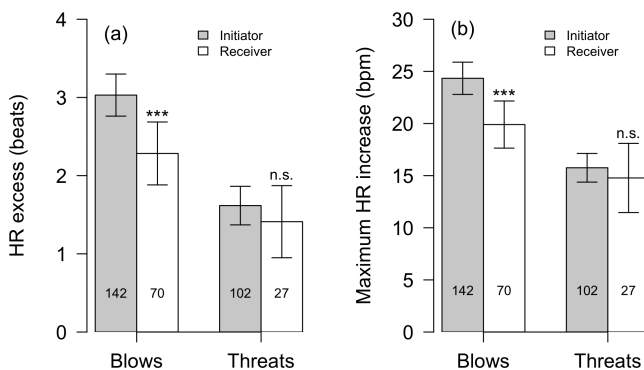 (a)
Initiator
Receiver
HR excess (beats)
4
3
2
1
0
***
n.s.
142
70
102
27
Blows
Threats
(b)
Initiator
Receiver
Maximum HR increase (bpm)
30
25
20
15
10
5
0
***
n.s.
142
70
102
27
Blows
Threats